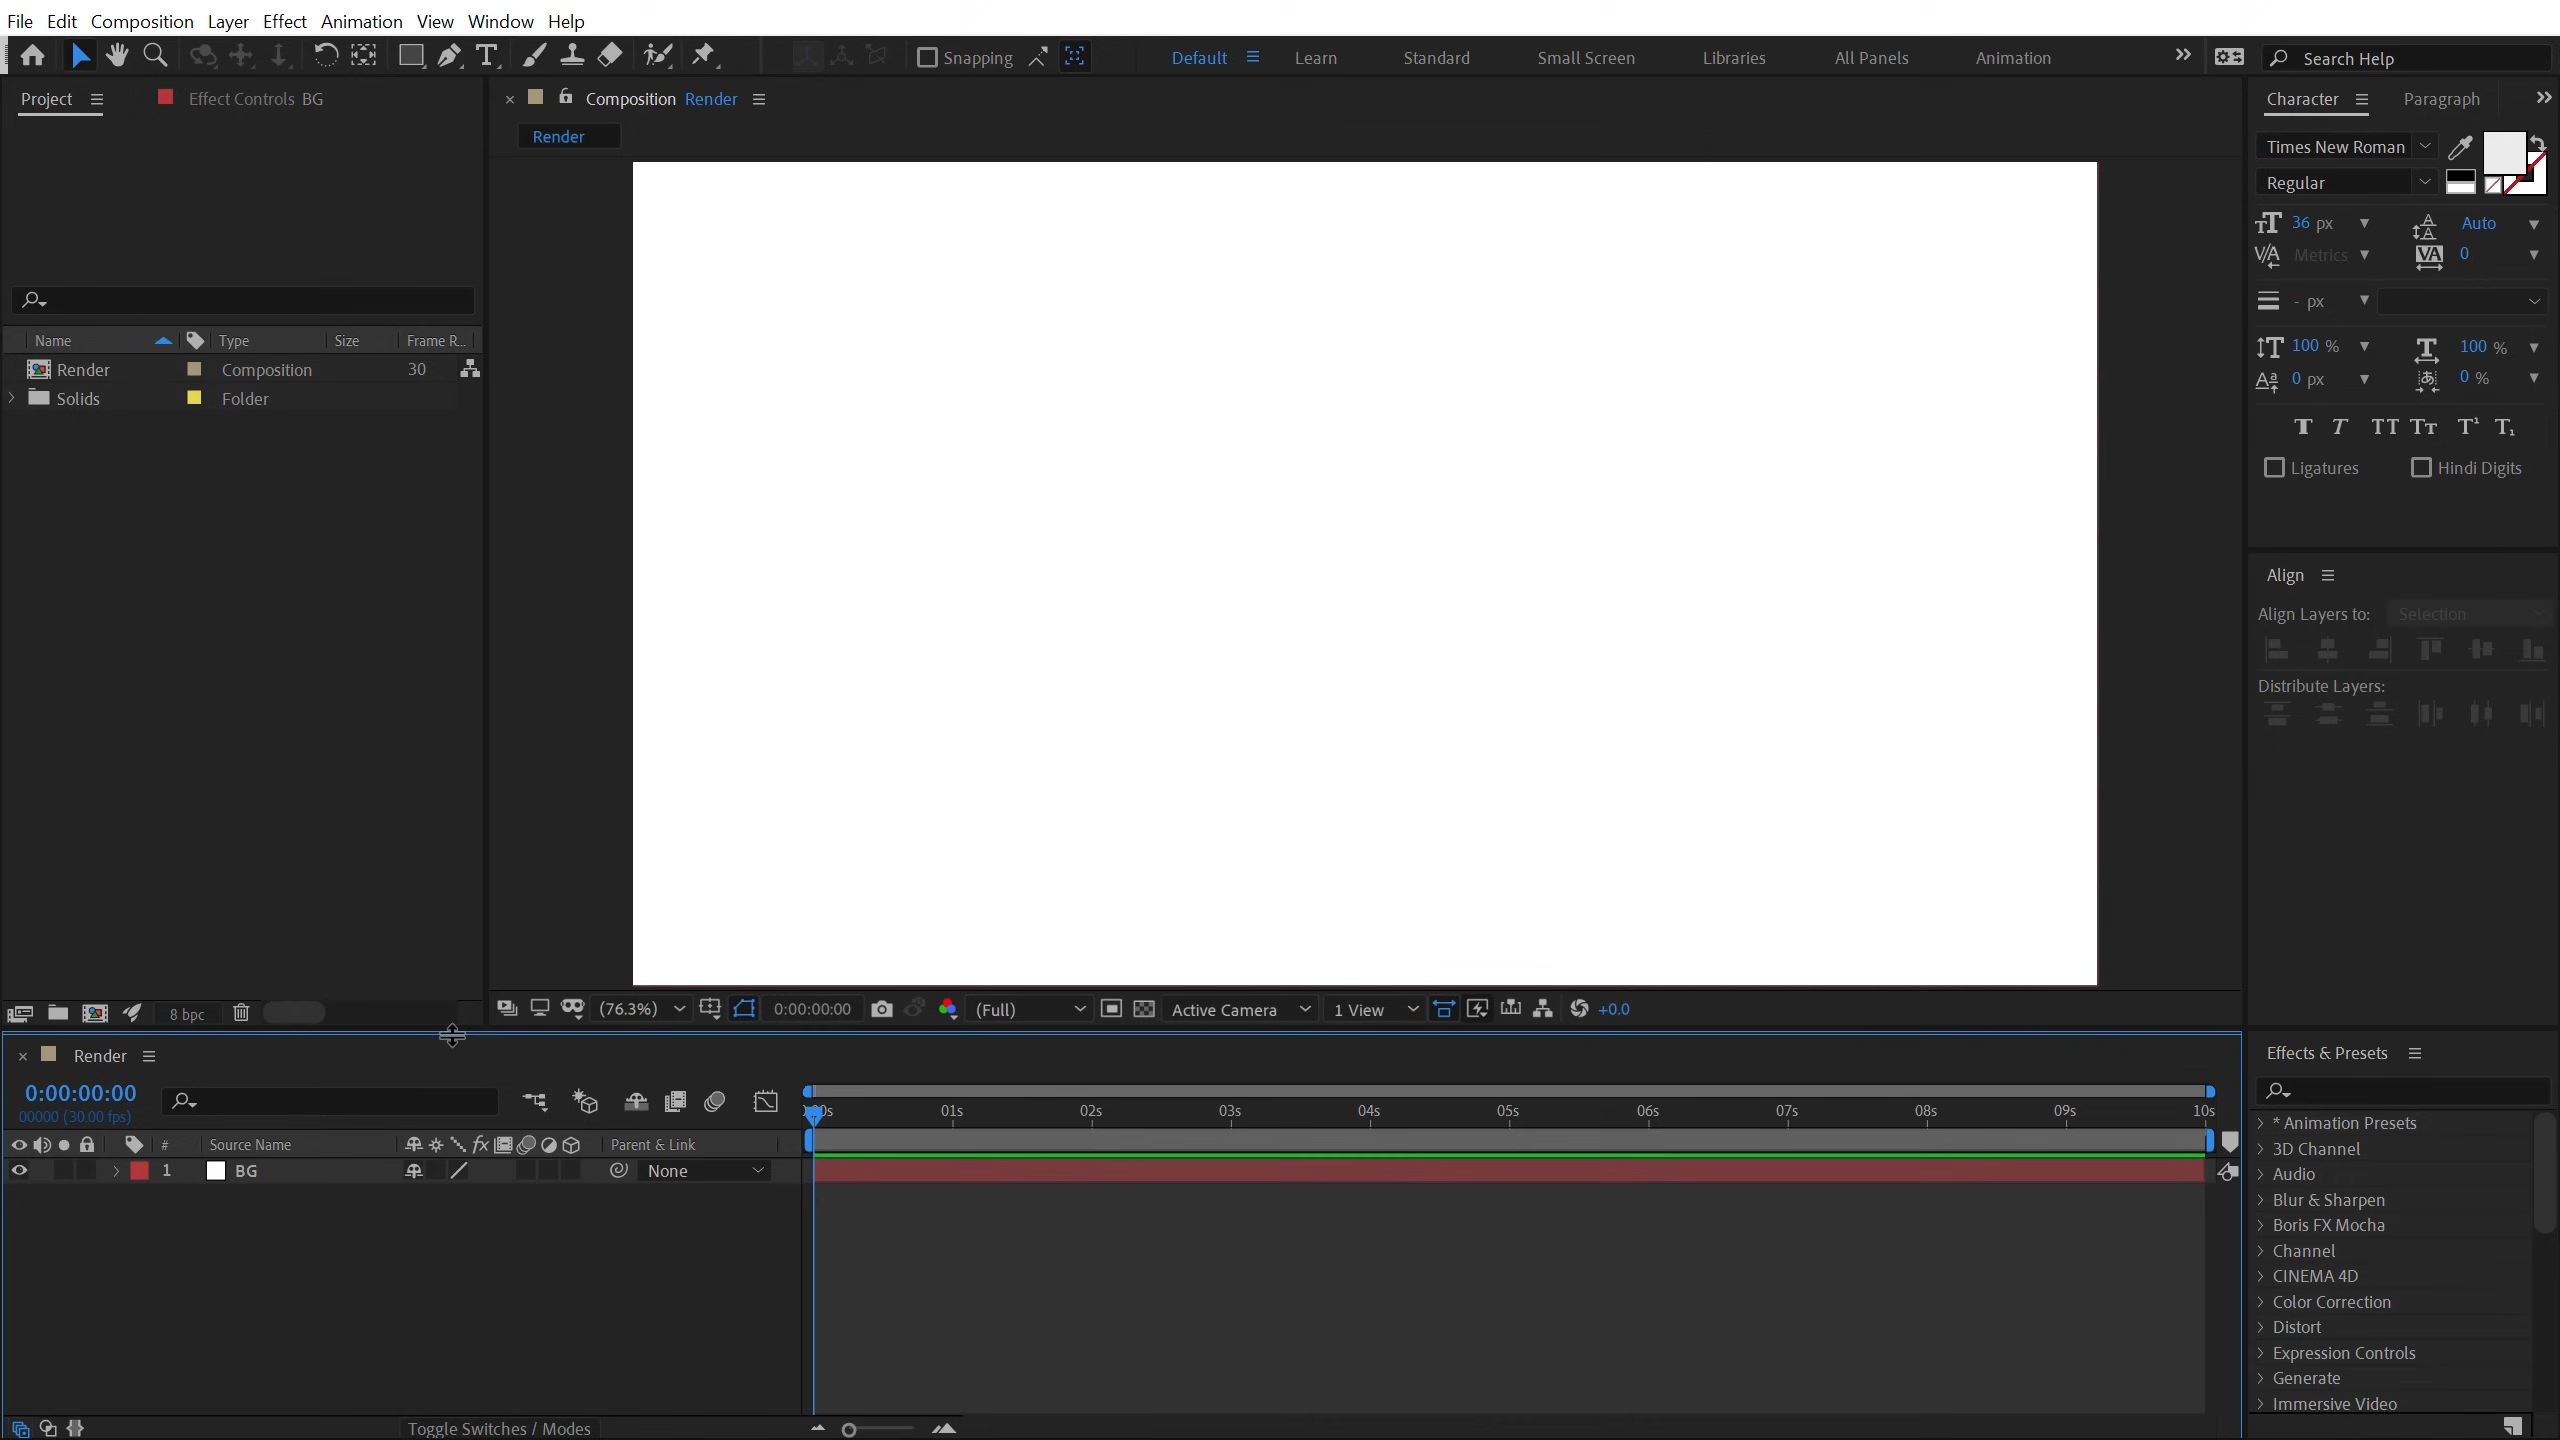 File Edit Composition Layer Effect Animation View Window Help
Snapping Default Learn Standard Small Screen Libraries All Panels Animation Search Help
Project Effect Controls BG
Composition Render
Render
Name Type Size Frame R...
Render Composition 30
Solids Folder
8 bpc
(76.3%) 0:00:00:00 (Full) Active Camera 1 View +0.0
Character Paragraph
Times New Roman
Regular
36 px Auto
Metrics 0
- px
100 % 100 %
0 px 0 %
Ligatures Hindi Digits
Align
Align Layers to: Selection
Distribute Layers:
Render
0:00:00:00
00000 (30.00 fps)
01s 02s 03s 04s 05s 06s 07s 08s 09s 10s
# Source Name Parent & Link
1 BG None
Toggle Switches / Modes
Effects & Presets
* Animation Presets
3D Channel
Audio
Blur & Sharpen
Boris FX Mocha
Channel
CINEMA 4D
Color Correction
Distort
Expression Controls
Generate
Immersive Video